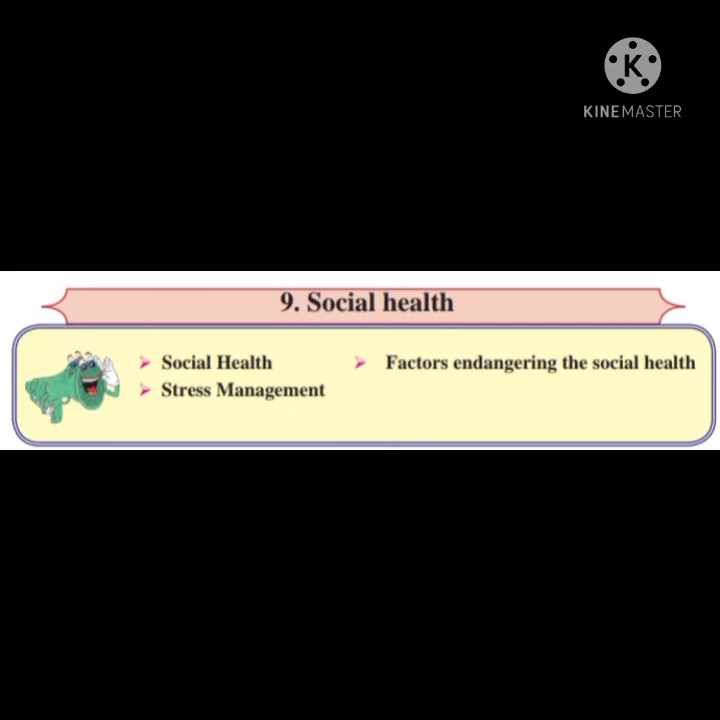 K
KINEMASTER
9. Social health
➢ Social Health ➢ Factors endangering the social health
➢ Stress Management